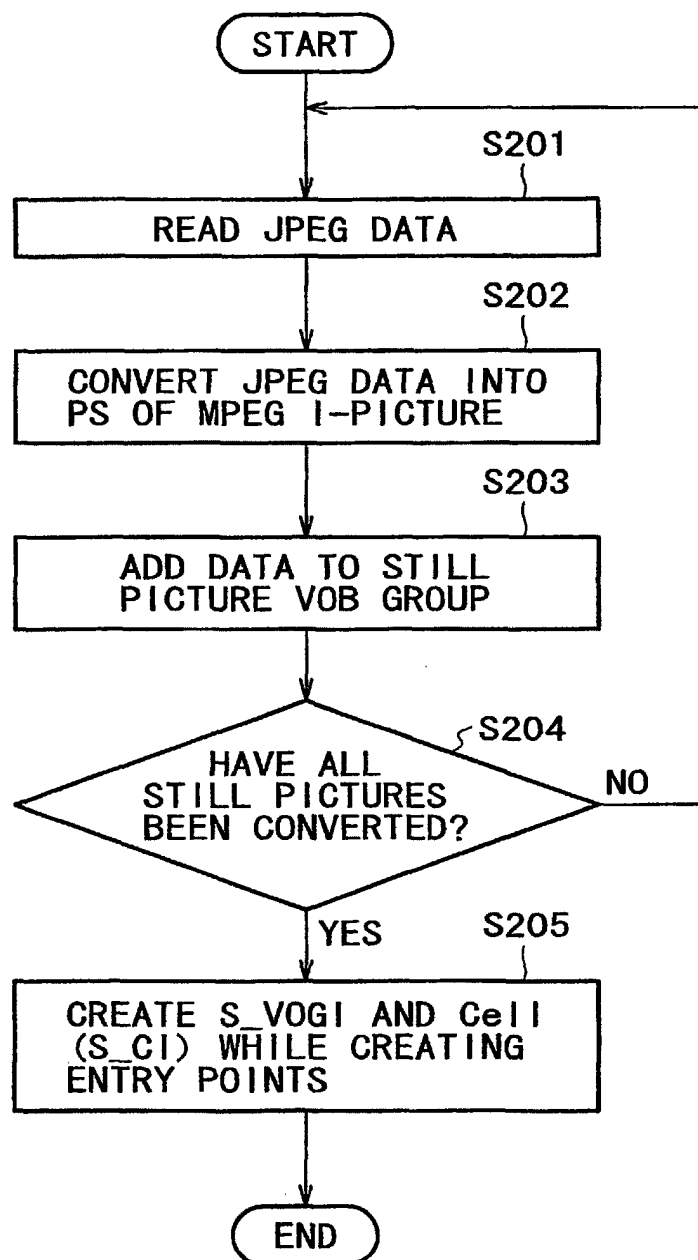 START
S201
READ JPEG DATA
S202
CONVERT JPEG DATA INTO
PS OF MPEG I-PICTURE
S203
ADD DATA TO STILL
PICTURE VOB GROUP
S204
HAVE ALL
STILL PICTURES
BEEN CONVERTED?
NO
YES
S205
CREATE S_VOGI AND Cell
(S_CI) WHILE CREATING
ENTRY POINTS
END